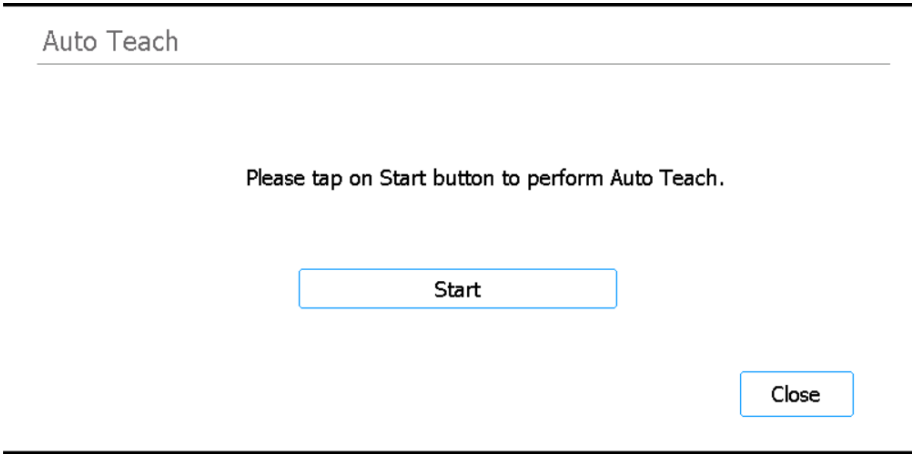 Auto Teach
Please tap on Start button to perform Auto Teach.
Start
Close